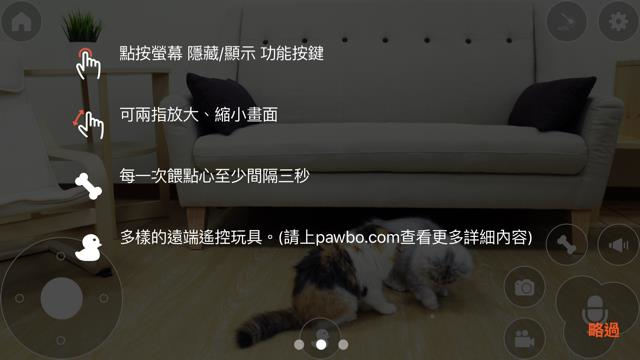 點按螢幕 隱藏/顯示 功能按鍵
可兩指放大、縮小畫面
每一次餵點心至少間隔三秒
多樣的遠端遙控玩具。(請上pawbo.com查看更多詳細內容)
略過